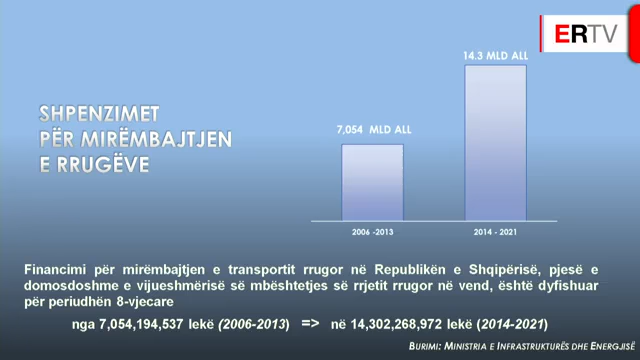 ERTV
SHPENZIMET
PËR MIRËMBAJTJEN
E RRUGËVE
14.3 MLD ALL
7,054 MLD ALL
2006 -2013
2014 - 2021
Financimi për mirëmbajtjen e transportit rrugor në Republikën e Shqipërisë, pjesë e
domosdoshme e vijueshmërisë së mbështetjes së rrjetit rrugor në vend, është dyfishuar
për periudhën 8-vjecare
nga 7,054,194,537 lekë (2006-2013) => në 14,302,268,972 lekë (2014-2021)
BURIMI: MINISTRIA E INFRASTRUKTURËS DHE ENERGJISË